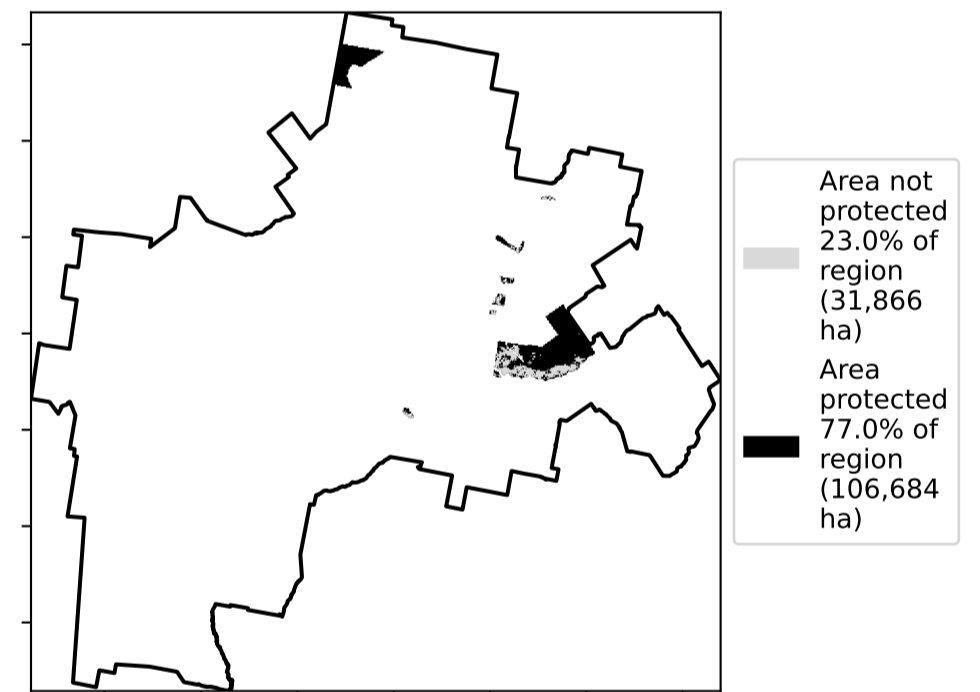 Area not
protected
23.0% of
region
(31,866
ha)
Area
protected
77.0% of
region
(106,684
ha)